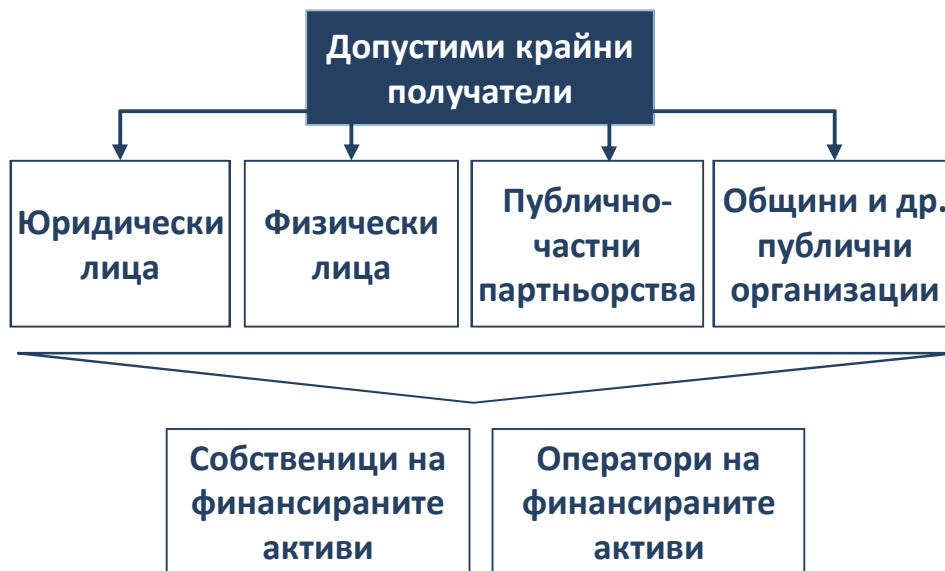 Допустими крайни
получатели
Юридически
лица
Физически
лица
Публично-
частни
партньорства
Общини и др.
публични
организации
Собственици на
финансираните
активи
Оператори на
финансираните
активи